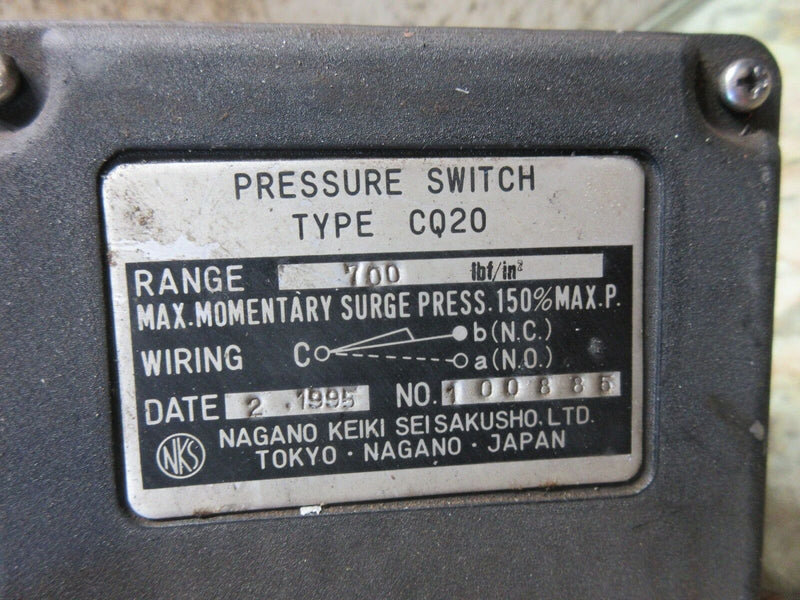 PRESSURE SWITCH
TYPE CQ20
RANGE 700 lbf/in²
MAX.MOMENTARY SURGE PRESS.150%MAX.P.
WIRING C b(N.C.)
a(N.O.)
DATE 2 .1995 NO. 100885
NKS NAGANO KEIKI SEISAKUSHO,LTD.
TOKYO・NAGANO・JAPAN